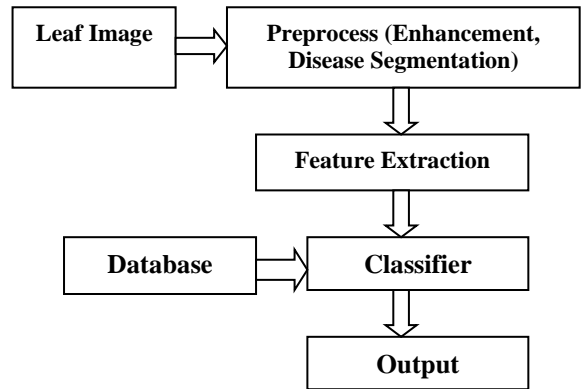 Leaf Image
Preprocess (Enhancement,
Disease Segmentation)
Feature Extraction
Database
Classifier
Output